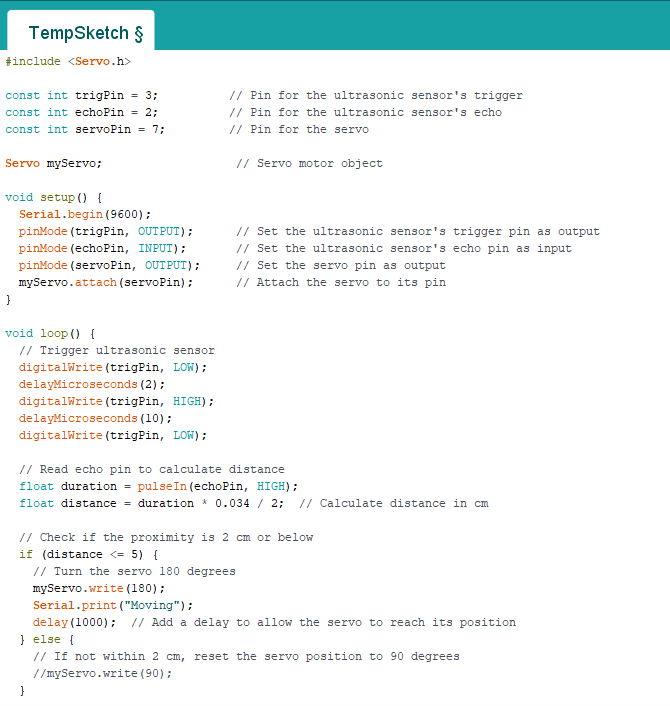 TempSketch §
#include <Servo.h>
const int trigPin = 3;          // Pin for the ultrasonic sensor's trigger
const int echoPin = 2;          // Pin for the ultrasonic sensor's echo
const int servoPin = 7;         // Pin for the servo
Servo myServo;                   // Servo motor object
void setup() {
  Serial.begin(9600);
  pinMode(trigPin, OUTPUT);      // Set the ultrasonic sensor's trigger pin as output
  pinMode(echoPin, INPUT);       // Set the ultrasonic sensor's echo pin as input
  pinMode(servoPin, OUTPUT);     // Set the servo pin as output
  myServo.attach(servoPin);      // Attach the servo to its pin
}
void loop() {
  // Trigger ultrasonic sensor
  digitalWrite(trigPin, LOW);
  delayMicroseconds(2);
  digitalWrite(trigPin, HIGH);
  delayMicroseconds(10);
  digitalWrite(trigPin, LOW);
  // Read echo pin to calculate distance
  float duration = pulseIn(echoPin, HIGH);
  float distance = duration * 0.034 / 2;  // Calculate distance in cm
  // Check if the proximity is 2 cm or below
  if (distance <= 5) {
    // Turn the servo 180 degrees
    myServo.write(180);
    Serial.print("Moving");
    delay(1000);  // Add a delay to allow the servo to reach its position
  } else {
    // If not within 2 cm, reset the servo position to 90 degrees
    //myServo.write(90);
  }